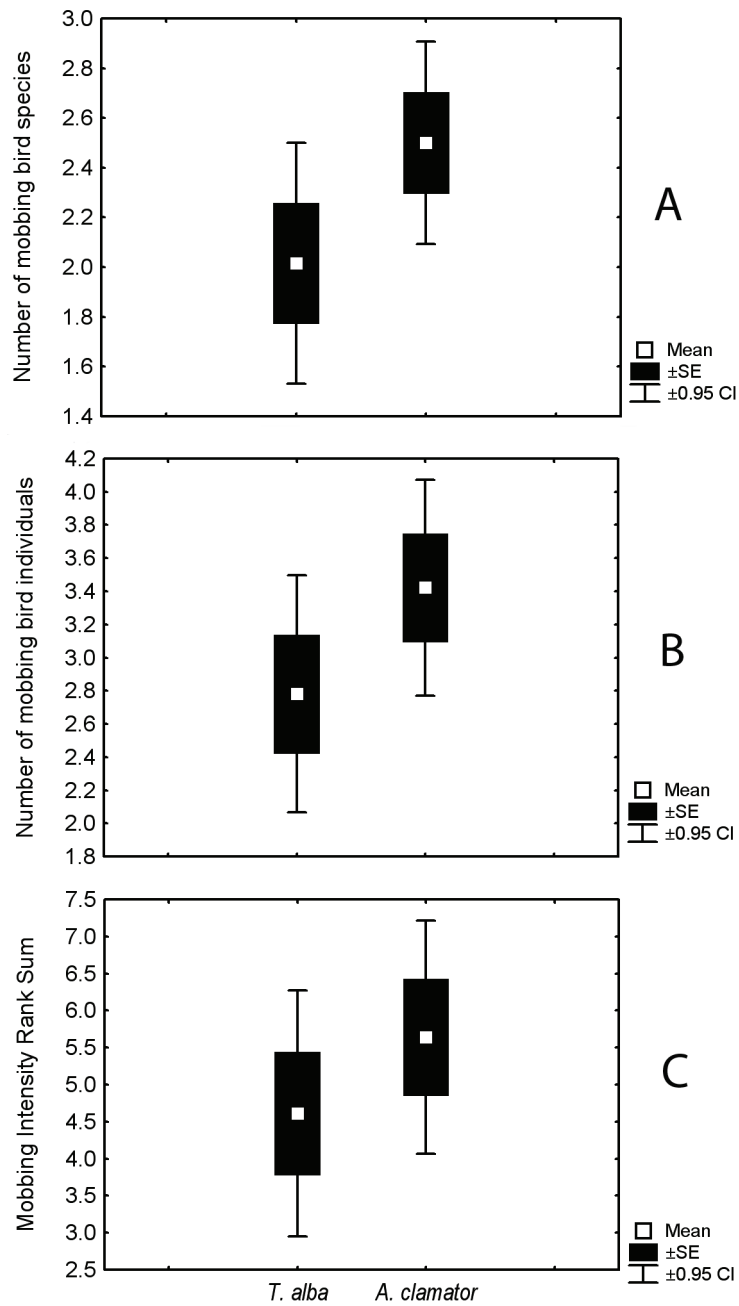 Number of mobbing bird species
3.0
2.8
2.6
2.4
2.2
2.0
1.8
1.6
1.4
A
Mean
±SE
±0.95 CI
Number of mobbing bird individuals
4.2
4.0
3.8
3.6
3.4
3.2
3.0
2.8
2.6
2.4
2.2
2.0
1.8
B
Mean
±SE
±0.95 CI
Mobbing Intensity Rank Sum
7.5
7.0
6.5
6.0
5.5
5.0
4.5
4.0
3.5
3.0
2.5
C
Mean
±SE
±0.95 CI
T. alba A. clamator